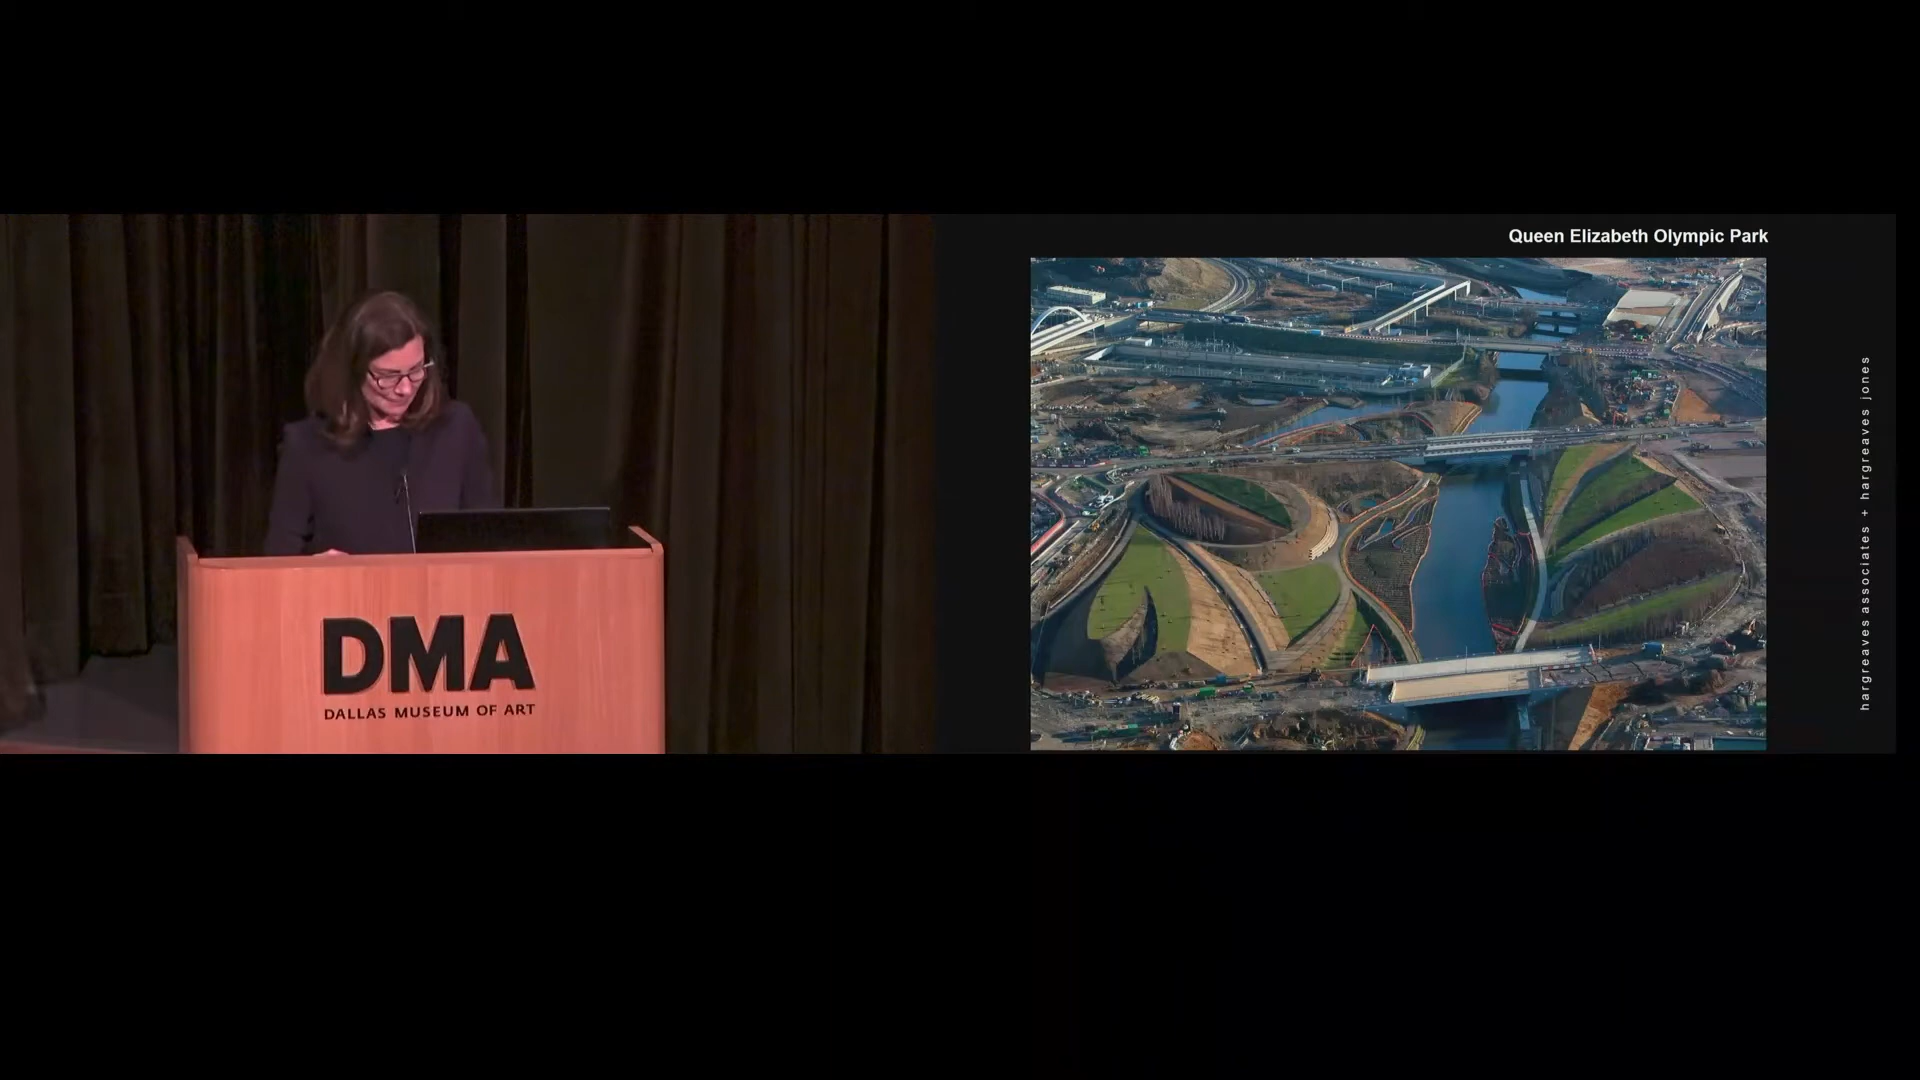 DMA
DALLAS MUSEUM OF ART
Queen Elizabeth Olympic Park
hargreaves associates + hargreaves jones